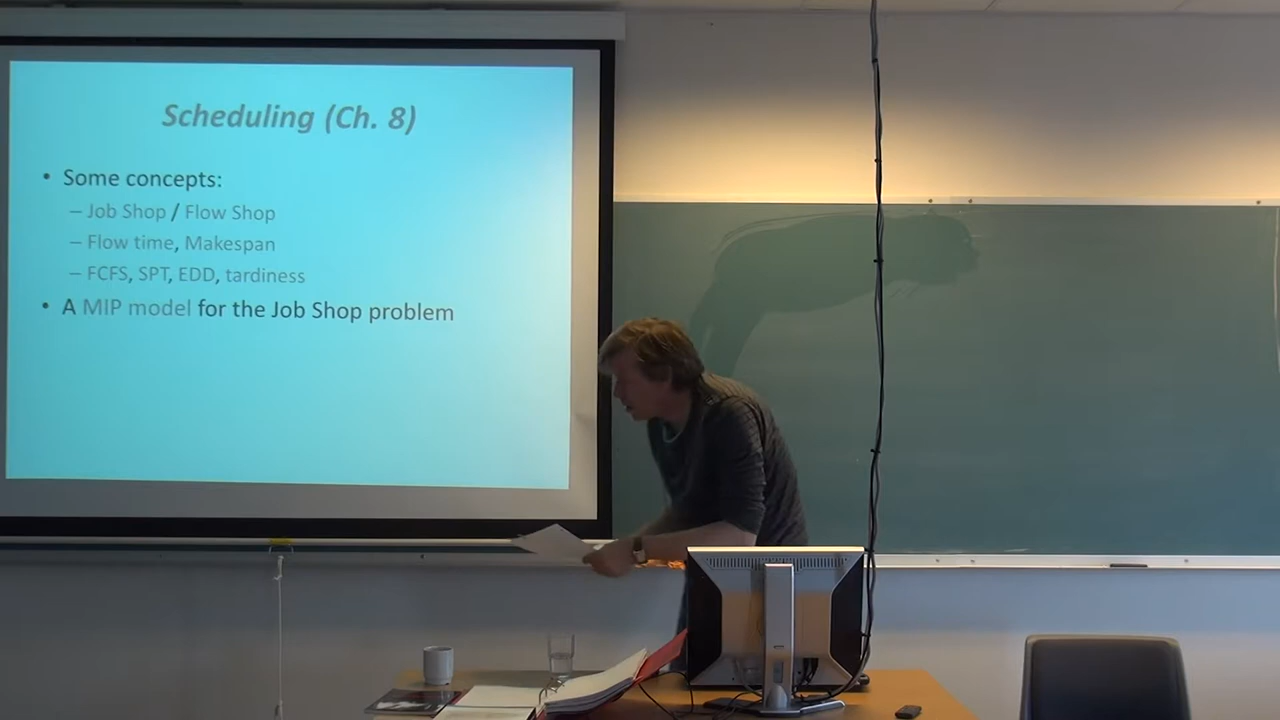 Scheduling (Ch. 8)
• Some concepts:
– Job Shop / Flow Shop
– Flow time, Makespan
– FCFS, SPT, EDD, tardiness
• A MIP model for the Job Shop problem